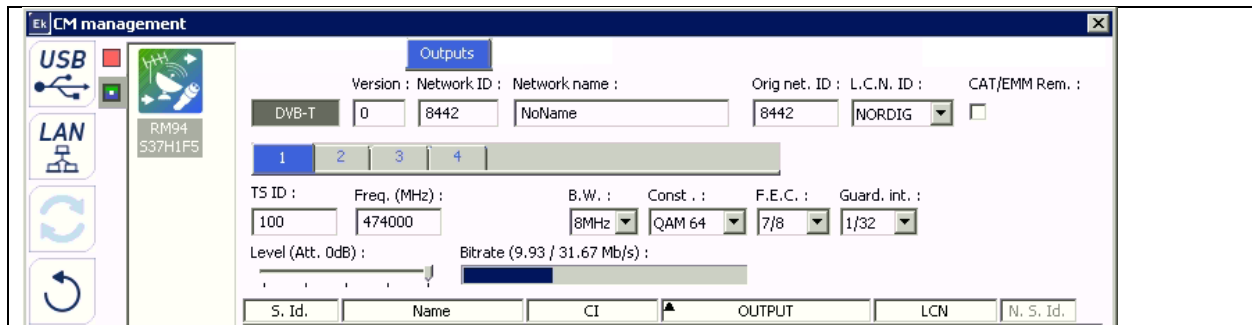 Ek CM management
USB
LAN
RM94
S37H1F5
Outputs
Version : Network ID : Network name : Orig net. ID : L.C.N. ID : CAT/EMM Rem. :
DVB-T 0 8442 NoName 8442 NORDIG
1 2 3 4
TS ID : Freq. (MHz) : B.W. : Const . : F.E.C. : Guard. int. :
100 474000 8MHz QAM 64 7/8 1/32
Level (Att. 0dB) : Bitrate (9.93 / 31.67 Mb/s) :
S. Id. Name CI OUTPUT LCN N. S. Id.